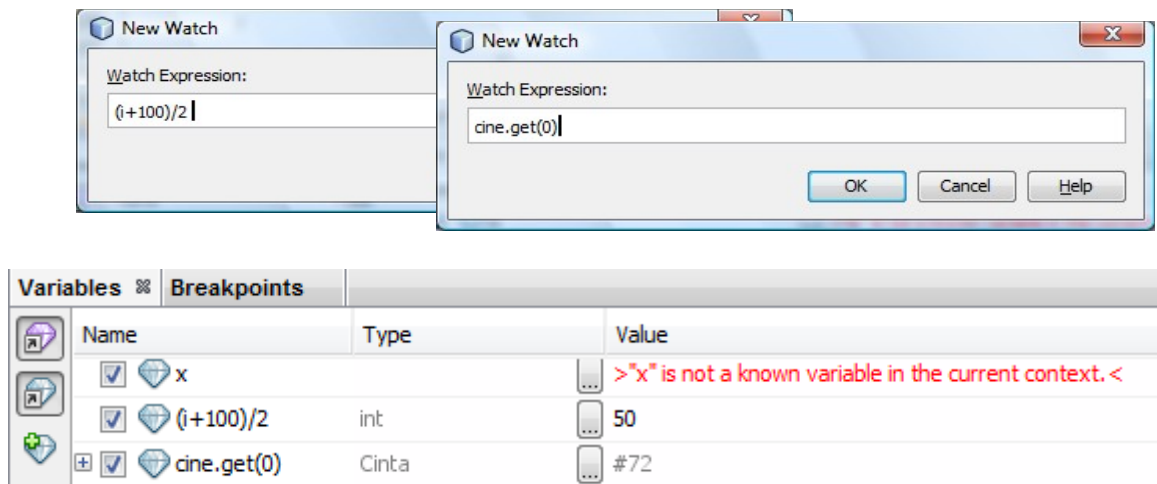 New Watch
Watch Expression:
(i+100)/2
New Watch
Watch Expression:
cine.get(0)
OK Cancel Help
Variables Breakpoints
Name Type Value
x ... >"x" is not a known variable in the current context.<
(i+100)/2 int ... 50
cine.get(0) Cinta ... #72